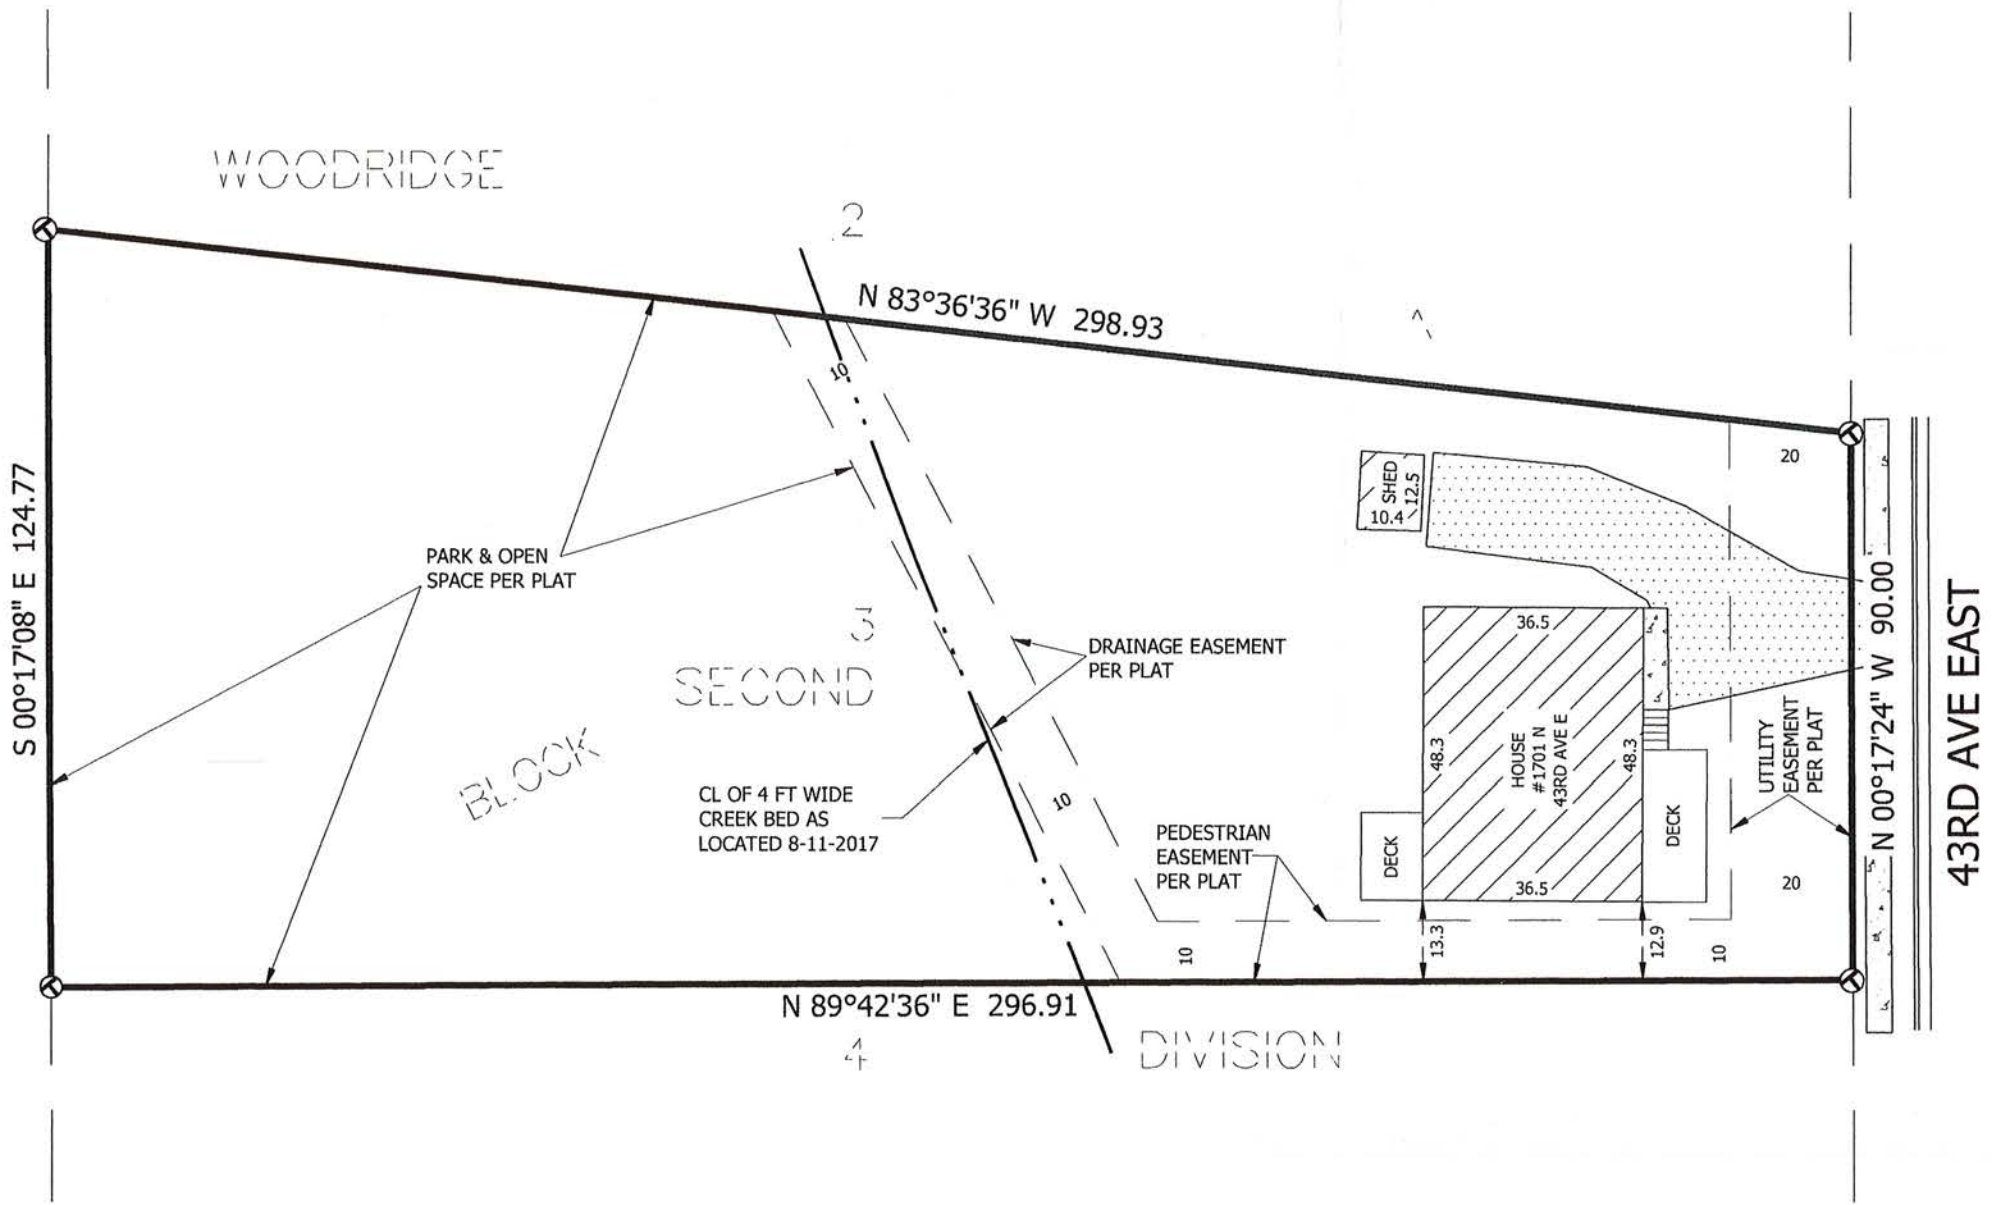 WOODRIDGE
2
N 83°36'36" W 298.93
1
S 00°17'08" E 124.77
10
20
SHED
12.5
10.4
PARK & OPEN
SPACE PER PLAT
3
SECOND
BLOCK
DRAINAGE EASEMENT
PER PLAT
36.5
HOUSE
#1701 N
43RD AVE E
48.3
48.3
36.5
DECK
DECK
UTILITY
EASEMENT
PER PLAT
N 00°17'24" W 90.00
43RD AVE EAST
CL OF 4 FT WIDE
CREEK BED AS
LOCATED 8-11-2017
10
PEDESTRIAN
EASEMENT
PER PLAT
20
10
13.3
12.9
10
N 89°42'36" E 296.91
4
DIVISION